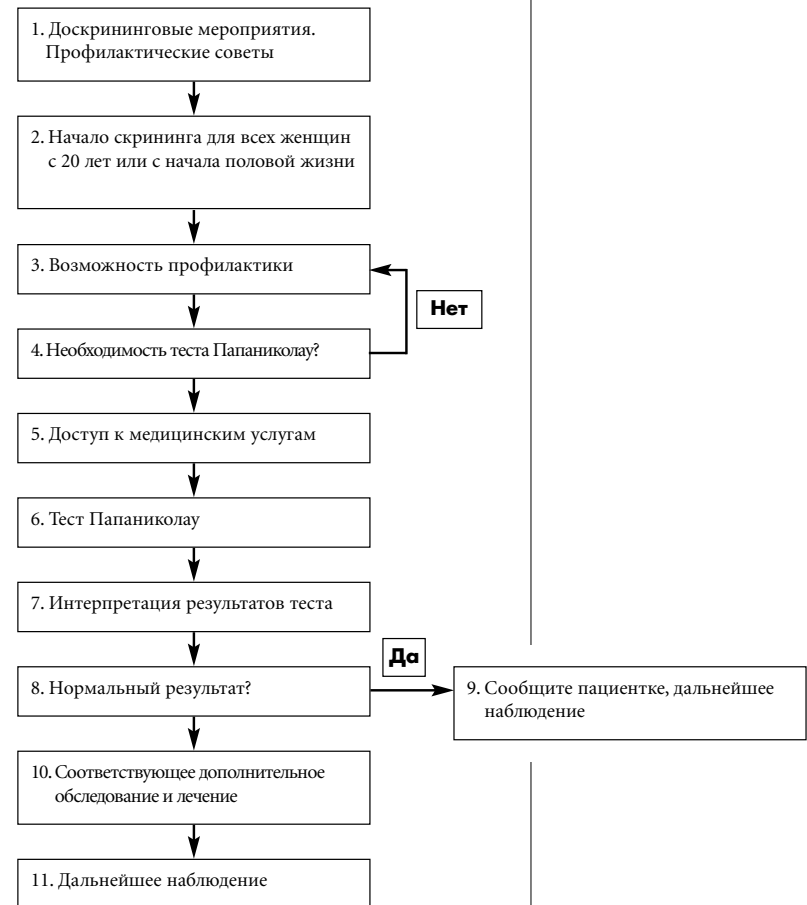 1. Доскрининговые мероприятия.
Профилактические советы
2. Начало скрининга для всех женщин
с 20 лет или с начала половой жизни
3. Возможность профилактики
Нет
4. Необходимость теста Папаниколау?
5. Доступ к медицинским услугам
6. Тест Папаниколау
7. Интерпретация результатов теста
Да
8. Нормальный результат?
9. Сообщите пациентке, дальнейшее
наблюдение
10. Соответствующее дополнительное
обследование и лечение
11. Дальнейшее наблюдение